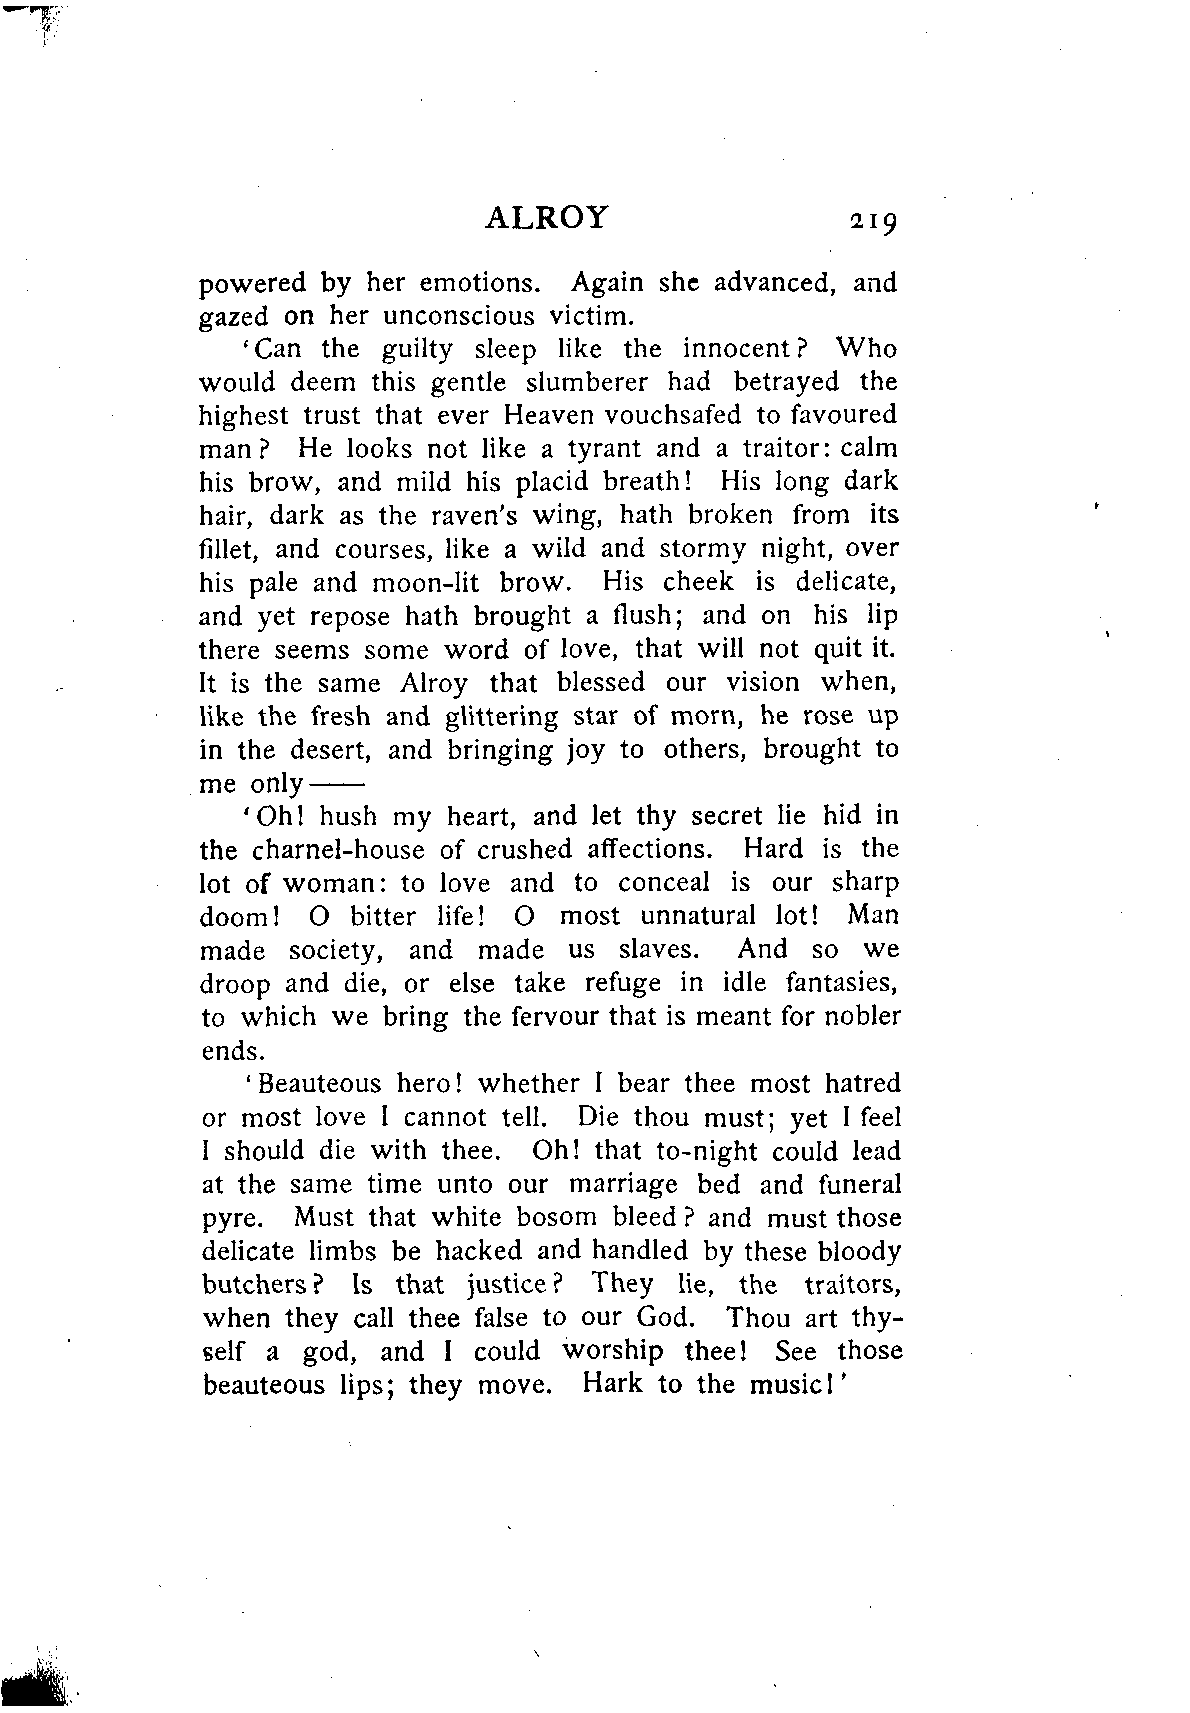 ALROY 219
powered by her emotions. Again she advanced, and
gazed on her unconscious victim.
‘Can the guilty sleep like the innocent? Who
would deem this gentle slumberer had betrayed the
highest trust that ever Heaven vouchsafed to favoured
man? He looks not like a tyrant and a traitor: calm
his brow, and mild his placid breath! His long dark
hair, dark as the raven's wing, hath broken from its
fillet, and courses, like a wild and stormy night, over
his pale and moon-lit brow. His cheek is delicate,
and yet repose hath brought a flush; and on his lip
there seems some word of love, that will not quit it.
It is the same Alroy that blessed our vision when,
like the fresh and glittering star of morn, he rose up
in the desert, and bringing joy to others, brought to
me only——
‘Oh! hush my heart, and let thy secret lie hid in
the charnel-house of crushed affections. Hard is the
lot of woman: to love and to conceal is our sharp
doom! O bitter life! O most unnatural lot! Man
made society, and made us slaves. And so we
droop and die, or else take refuge in idle fantasies,
to which we bring the fervour that is meant for nobler
ends.
‘Beauteous hero! whether I bear thee most hatred
or most love I cannot tell. Die thou must; yet I feel
I should die with thee. Oh! that to-night could lead
at the same time unto our marriage bed and funeral
pyre. Must that white bosom bleed? and must those
delicate limbs be hacked and handled by these bloody
butchers? Is that justice? They lie, the traitors,
when they call thee false to our God. Thou art thy-
self a god, and I could worship thee! See those
beauteous lips; they move. Hark to the music!’